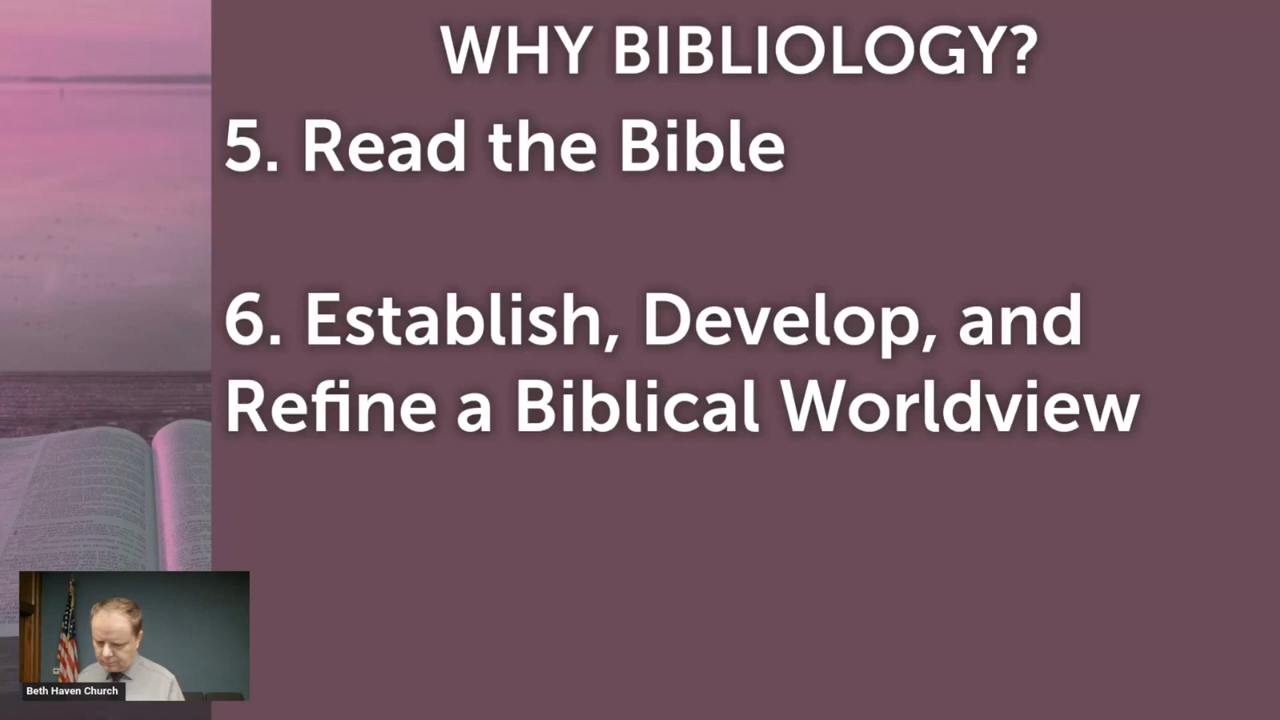 WHY BIBLIOLOGY?
5. Read the Bible
6. Establish, Develop, and
Refine a Biblical Worldview
Beth Haven Church